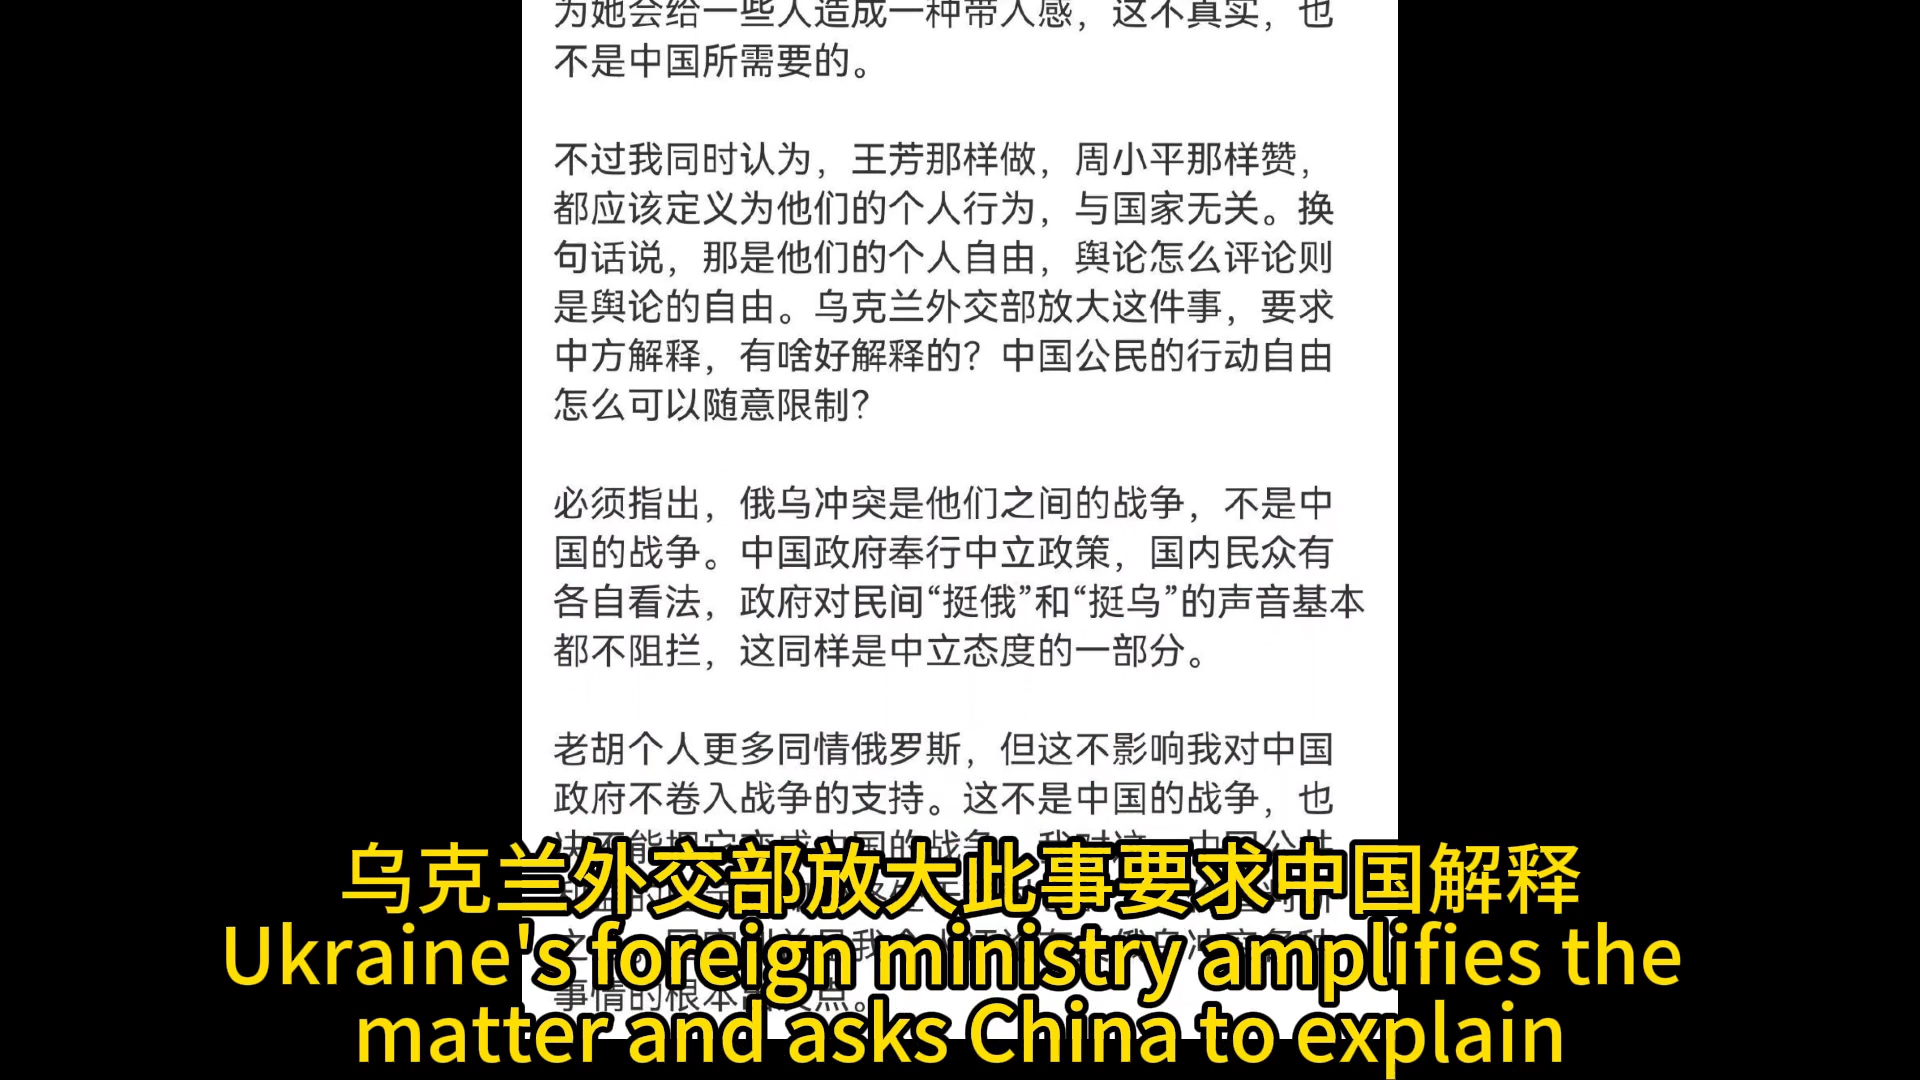 为她会给一些人造成一种带入感，这不真实，也
不是中国所需要的。
不过我同时认为，王芳那样做，周小平那样赞，
都应该定义为他们的个人行为，与国家无关。换
句话说，那是他们的个人自由，舆论怎么评论则
是舆论的自由。乌克兰外交部放大这件事，要求
中方解释，有啥好解释的？中国公民的行动自由
怎么可以随意限制？
必须指出，俄乌冲突是他们之间的战争，不是中
国的战争。中国政府奉行中立政策，国内民众有
各自看法，政府对民间“挺俄”和“挺乌”的声音基本
都不阻拦，这同样是中立态度的一部分。
老胡个人更多同情俄罗斯，但这不影响我对中国
政府不卷入战争的支持。这不是中国的战争，也
事情的根本
乌克兰外交部放大此事要求中国解释
Ukraine's foreign ministry amplifies the
matter and asks China to explain